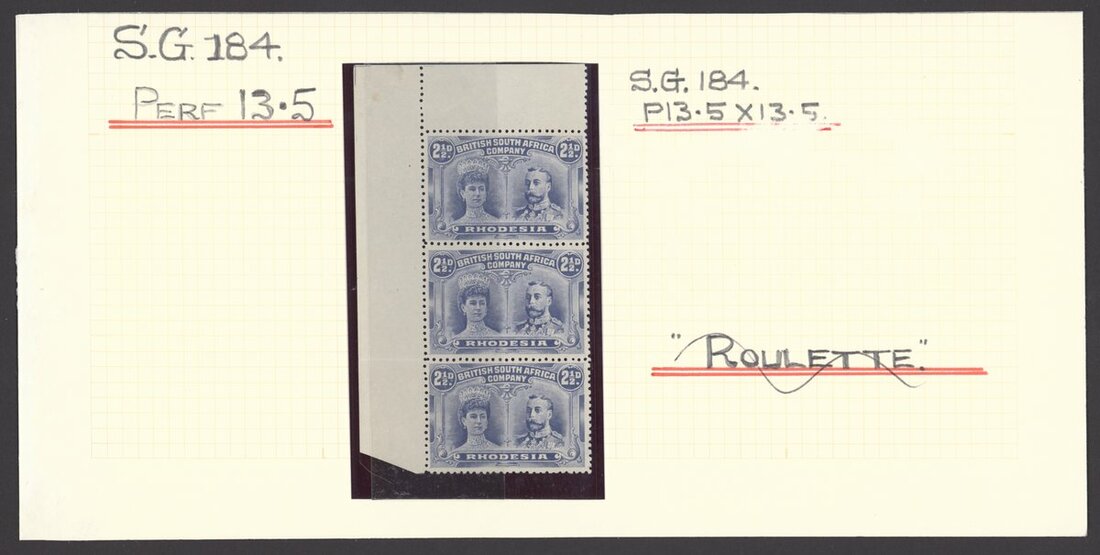 S.G. 184.
PERF 13.5
S.G. 184.
P13.5 X 13.5.
2½D BRITISH SOUTH AFRICA 2½D.
COMPANY
RHODESIA
2½D BRITISH SOUTH AFRICA 2½D.
COMPANY
RHODESIA
"ROULETTE".
2½D BRITISH SOUTH AFRICA 2½D.
COMPANY
RHODESIA